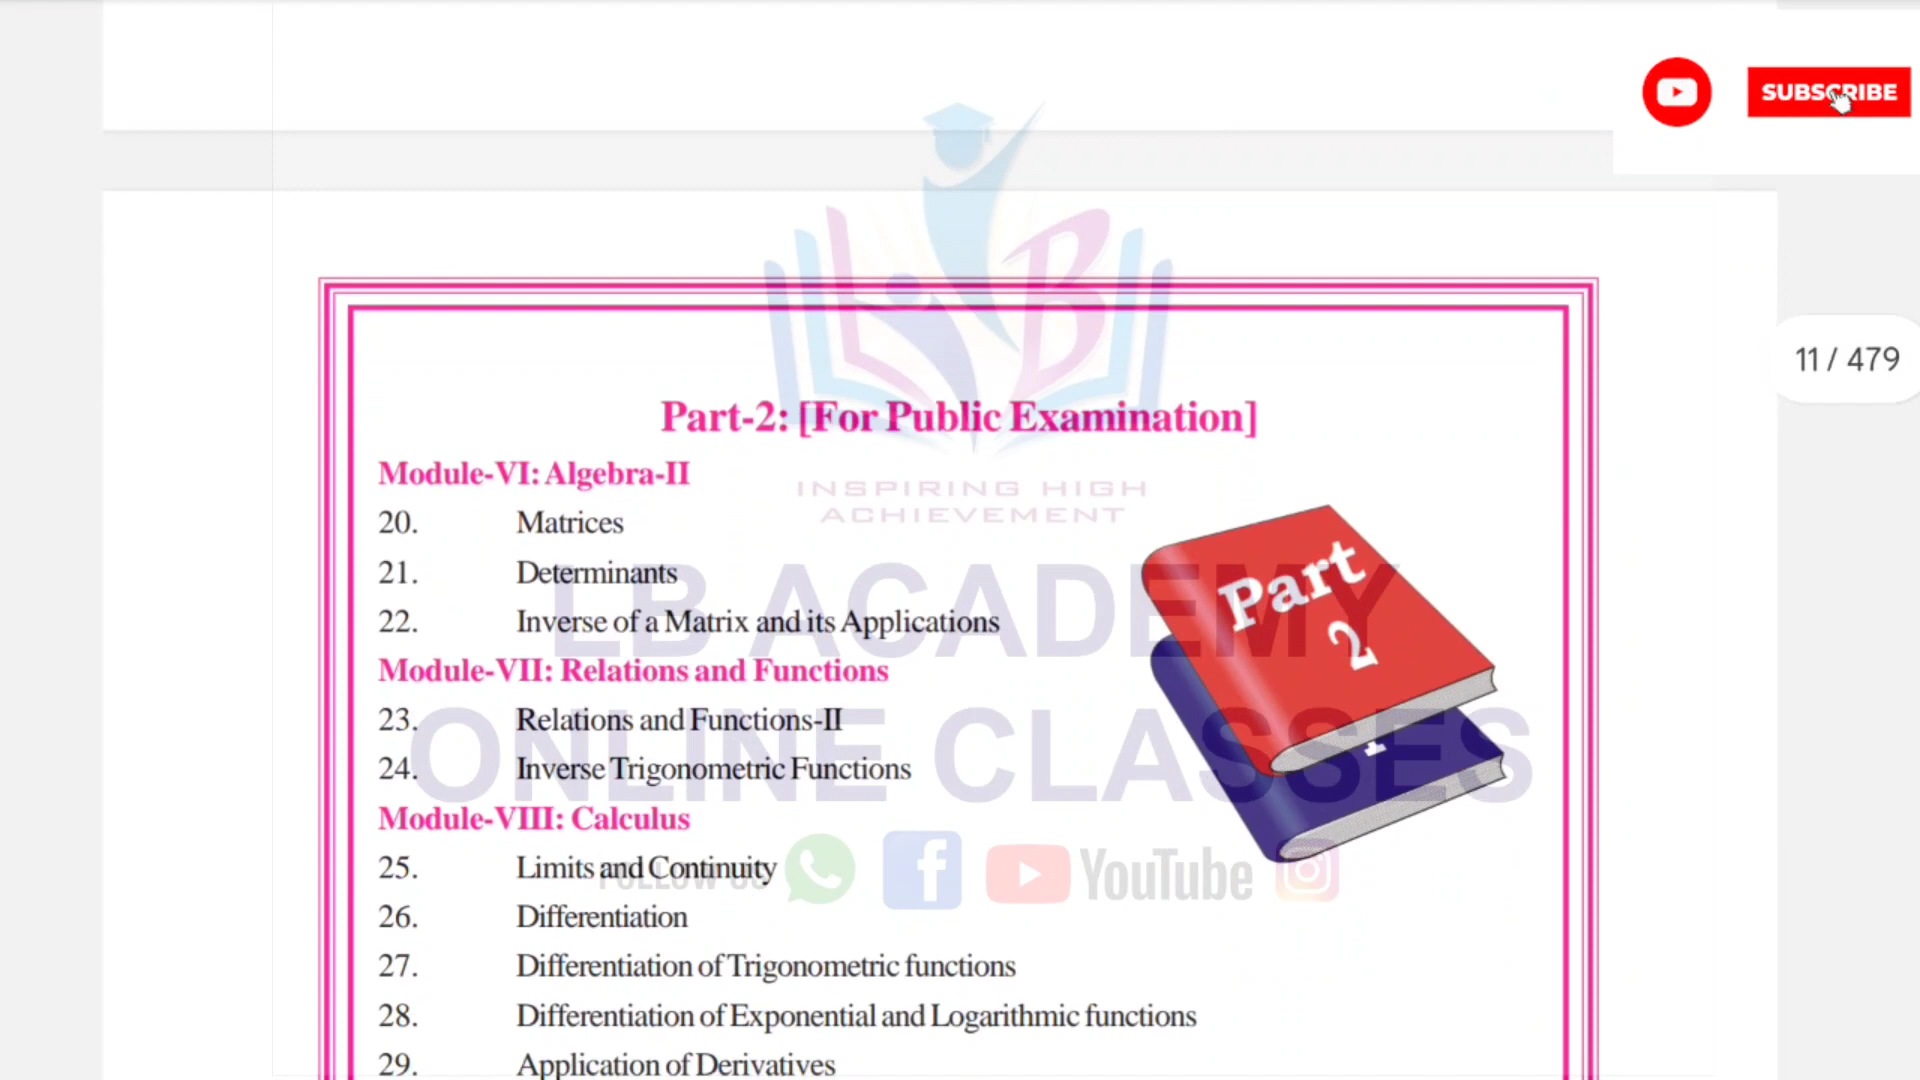 SUBSCRIBE
11 / 479
Part-2: [For Public Examination]
Module-VI: Algebra-II
INSPIRING HIGH
ACHIEVEMENT
20. Matrices
21. Determinants
22. Inverse of a Matrix and its Applications
Part
2
LB ACADEMY
Module-VII: Relations and Functions
23. Relations and Functions-II
24. Inverse Trigonometric Functions
ONLINE CLASSES
Module-VIII: Calculus
25. Limits and Continuity
FOLLOW US
YouTube
26. Differentiation
27. Differentiation of Trigonometric functions
28. Differentiation of Exponential and Logarithmic functions
29. Application of Derivatives